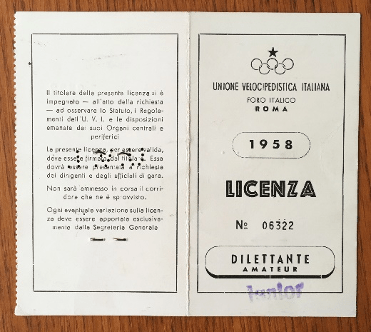 Il titolare della presente licenza si è
impegnato — all'atto della richiesta
— ad osservare lo Statuto, i Regola-
menti dell'U. V. I. e le disposizioni
emanate dai suoi Organi centrali e
periferici
La presente licenza, per essere valida,
deve essere firmata dal titolare. Essa
dovrà essere presentata a richiesta
dei dirigenti e dagli ufficiali di gara.
Non sarà ammesso in corsa il corri-
dore che ne è sprovvisto.
Ogni eventuale variazione sulla licen-
za deve essere apportata esclusiva-
mente dalla Segreteria Generale
UNIONE VELOCIPEDISTICA ITALIANA
FORO ITALICO
ROMA
1958
LICENZA
No 06322
DILETTANTE
AMATEUR
junior